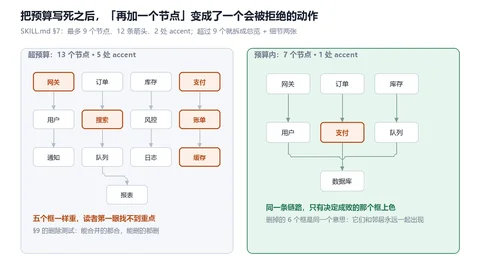 把预算写死之后，「再加一个节点」变成了一个会被拒绝的动作
SKILL.md §7：最多 9 个节点，12 条箭头，2 处 accent；超过 9 个就拆成总览 + 细节两张
超预算：13 个节点 • 5 处 accent
网关 订单 库存 支付
用户 搜索 风控 账单
通知 队列 日志 缓存
报表
五个框一样重，读者第一眼找不到重点
§9 的删除测试：能合并的都合，能删的都删
预算内：7 个节点 • 1 处 accent
网关 订单 库存
用户 支付 队列
数据库
同一条链路，只有决定成败的那个框上色
删掉的 6 个框是同一个意思：它们和邻居永远一起出现